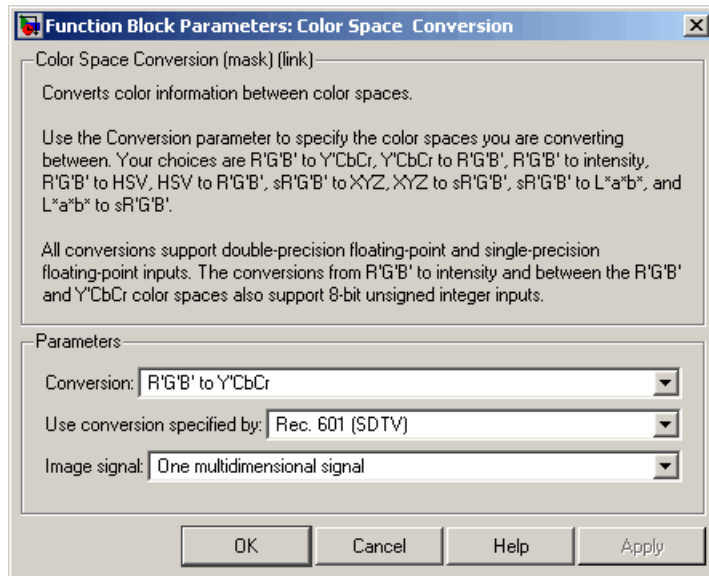 Function Block Parameters: Color Space Conversion
Color Space Conversion (mask) (link)
Converts color information between color spaces.
Use the Conversion parameter to specify the color spaces you are converting
between. Your choices are R'G'B' to Y'CbCr, Y'CbCr to R'G'B', R'G'B' to intensity,
R'G'B' to HSV, HSV to R'G'B', sR'G'B' to XYZ, XYZ to sR'G'B', sR'G'B' to L*a*b*, and
L*a*b* to sR'G'B'.
All conversions support double-precision floating-point and single-precision
floating-point inputs. The conversions from R'G'B' to intensity and between the R'G'B'
and Y'CbCr color spaces also support 8-bit unsigned integer inputs.
Parameters
Conversion: R'G'B' to Y'CbCr
Use conversion specified by: Rec. 601 (SDTV)
Image signal: One multidimensional signal
OK Cancel Help Apply